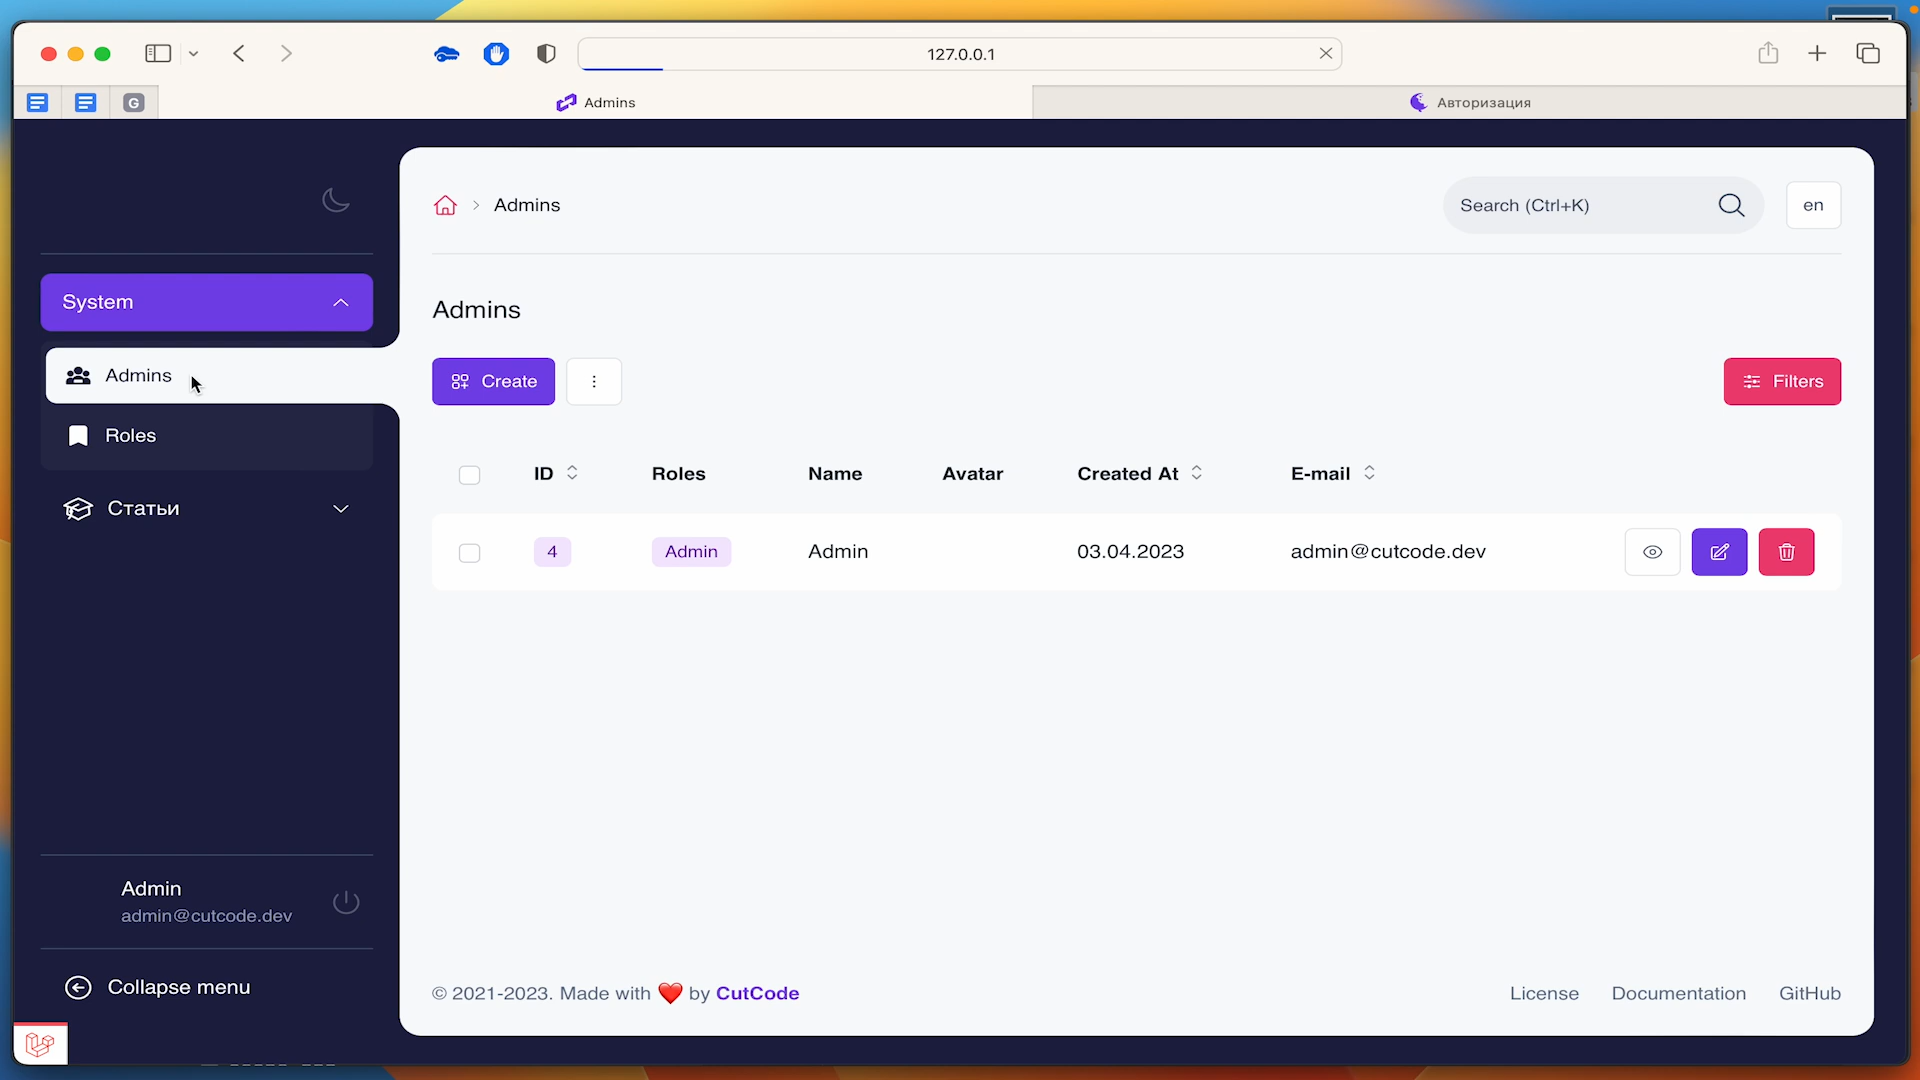 127.0.0.1
G
Admins
Авторизация
Admins
Search (Ctrl+K)
en
System
Admins
Admins
Create
Filters
Roles
ID
Roles
Name
Avatar
Created At
E-mail
Статьи
4
Admin
Admin
03.04.2023
admin@cutcode.dev
Admin
admin@cutcode.dev
Collapse menu
© 2021-2023. Made with ❤️ by CutCode
License
Documentation
GitHub